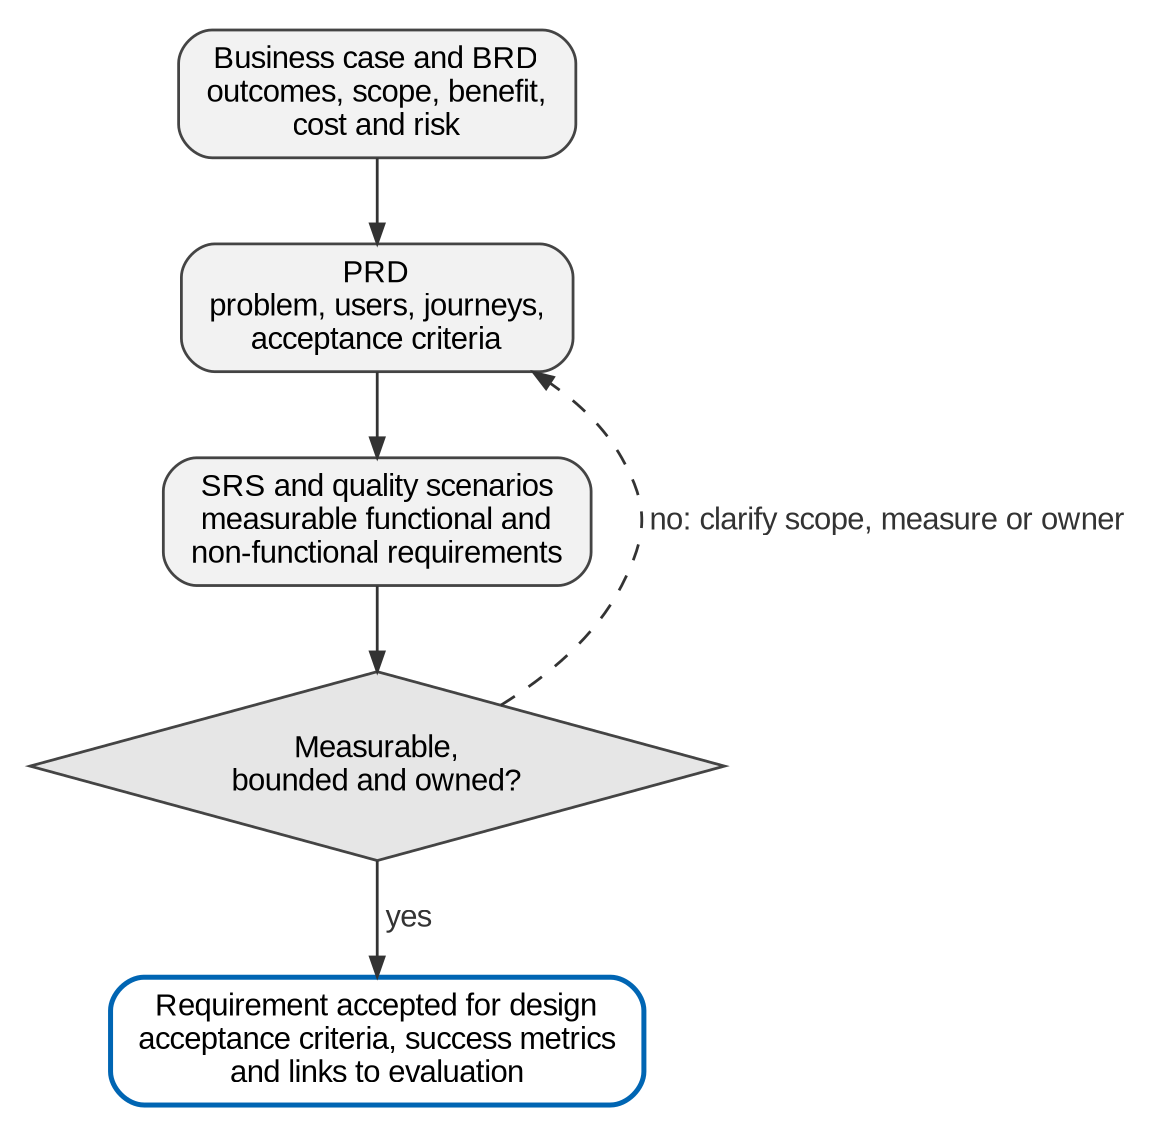 Business case and BRD
outcomes, scope, benefit,
cost and risk
PRD
problem, users, journeys,
acceptance criteria
SRS and quality scenarios
measurable functional and
non-functional requirements
no: clarify scope, measure or owner
Measurable,
bounded and owned?
yes
Requirement accepted for design
acceptance criteria, success metrics
and links to evaluation